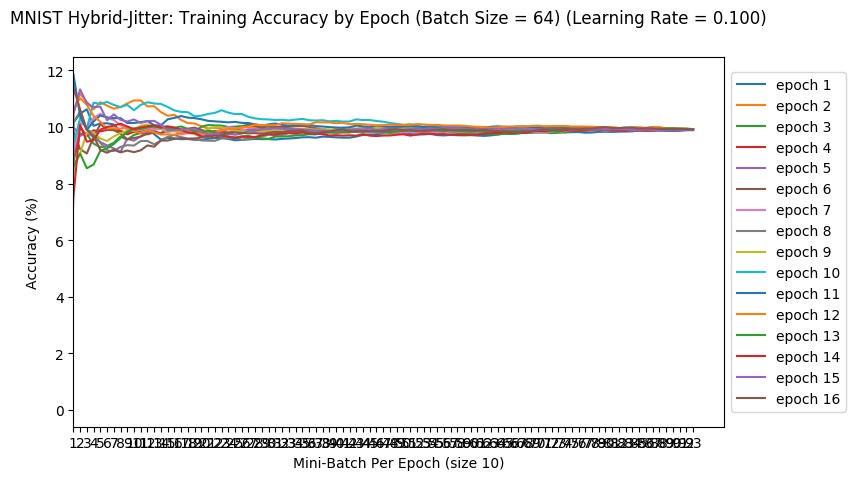 MNIST Hybrid-Jitter: Training Accuracy by Epoch (Batch Size = 64) (Learning Rate = 0.100)
12
10
8
6
4
2
0
Accuracy (%)
Mini-Batch Per Epoch (size 10)
epoch 1
epoch 2
epoch 3
epoch 4
epoch 5
epoch 6
epoch 7
epoch 8
epoch 9
epoch 10
epoch 11
epoch 12
epoch 13
epoch 14
epoch 15
epoch 16